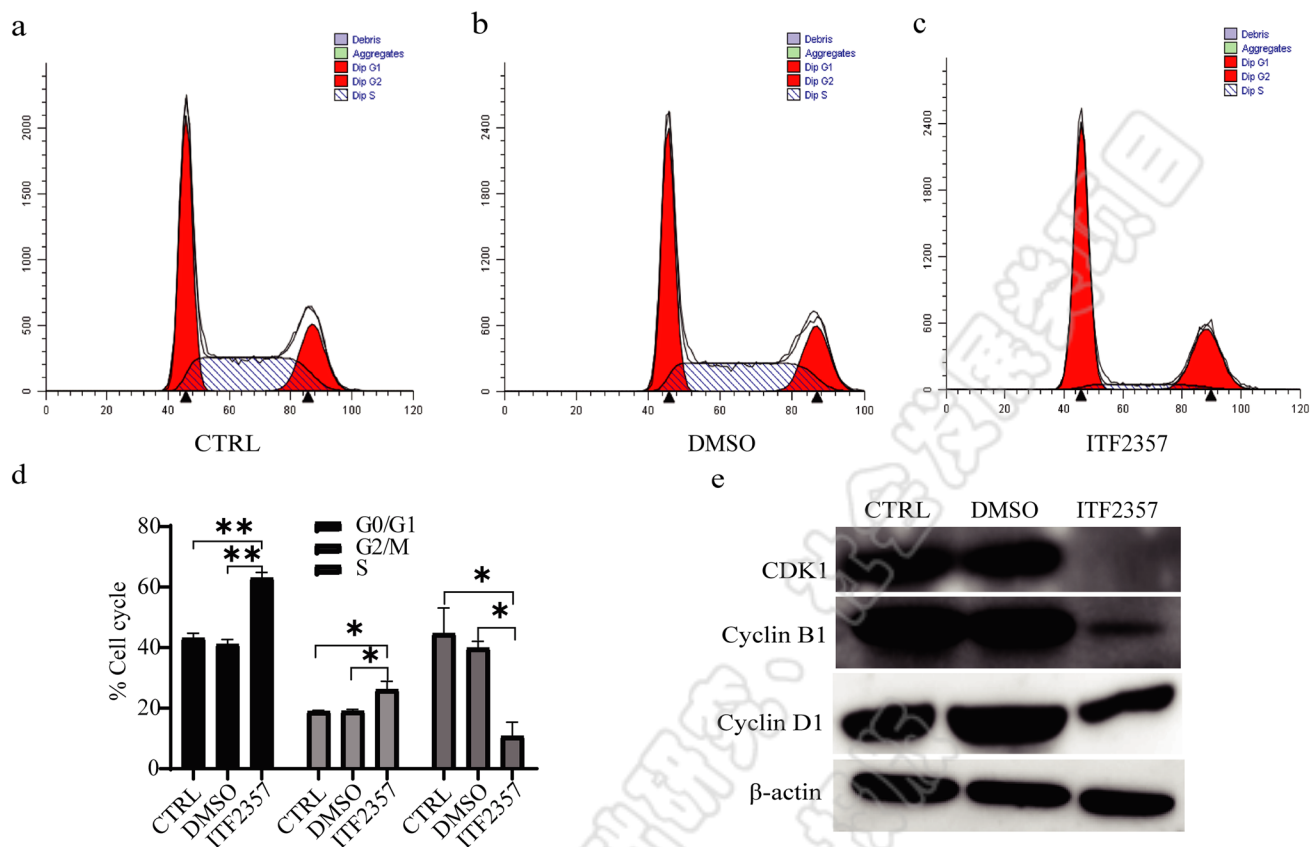 a
b
c
Debris
Aggregates
Dip G1
Dip G2
Dip S
Debris
Aggregates
Dip G1
Dip G2
Dip S
Debris
Aggregates
Dip G1
Dip G2
Dip S
2000
1500
1000
500
0
0 20 40 60 80 100 120
CTRL
2400
1800
1200
600
0
0 20 40 60 80 100
DMSO
2400
1800
1200
600
0
0 20 40 60 80 100 120
ITF2357
d
% Cell cycle
80
60
40
20
0
G0/G1
G2/M
S
** 
**
*
*
*
*
CTRL DMSO ITF2357 CTRL DMSO ITF2357 CTRL DMSO ITF2357
e
CTRL DMSO ITF2357
CDK1
Cyclin B1
Cyclin D1
β-actin